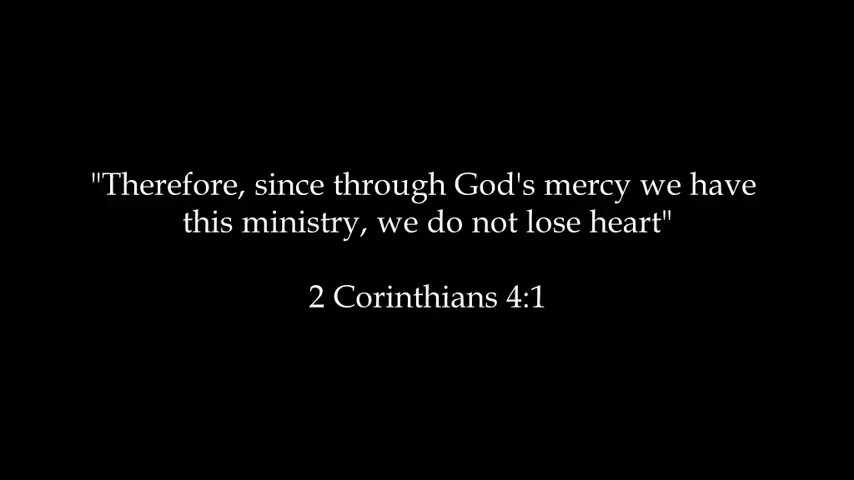 "Therefore, since through God's mercy we have
this ministry, we do not lose heart"
2 Corinthians 4:1